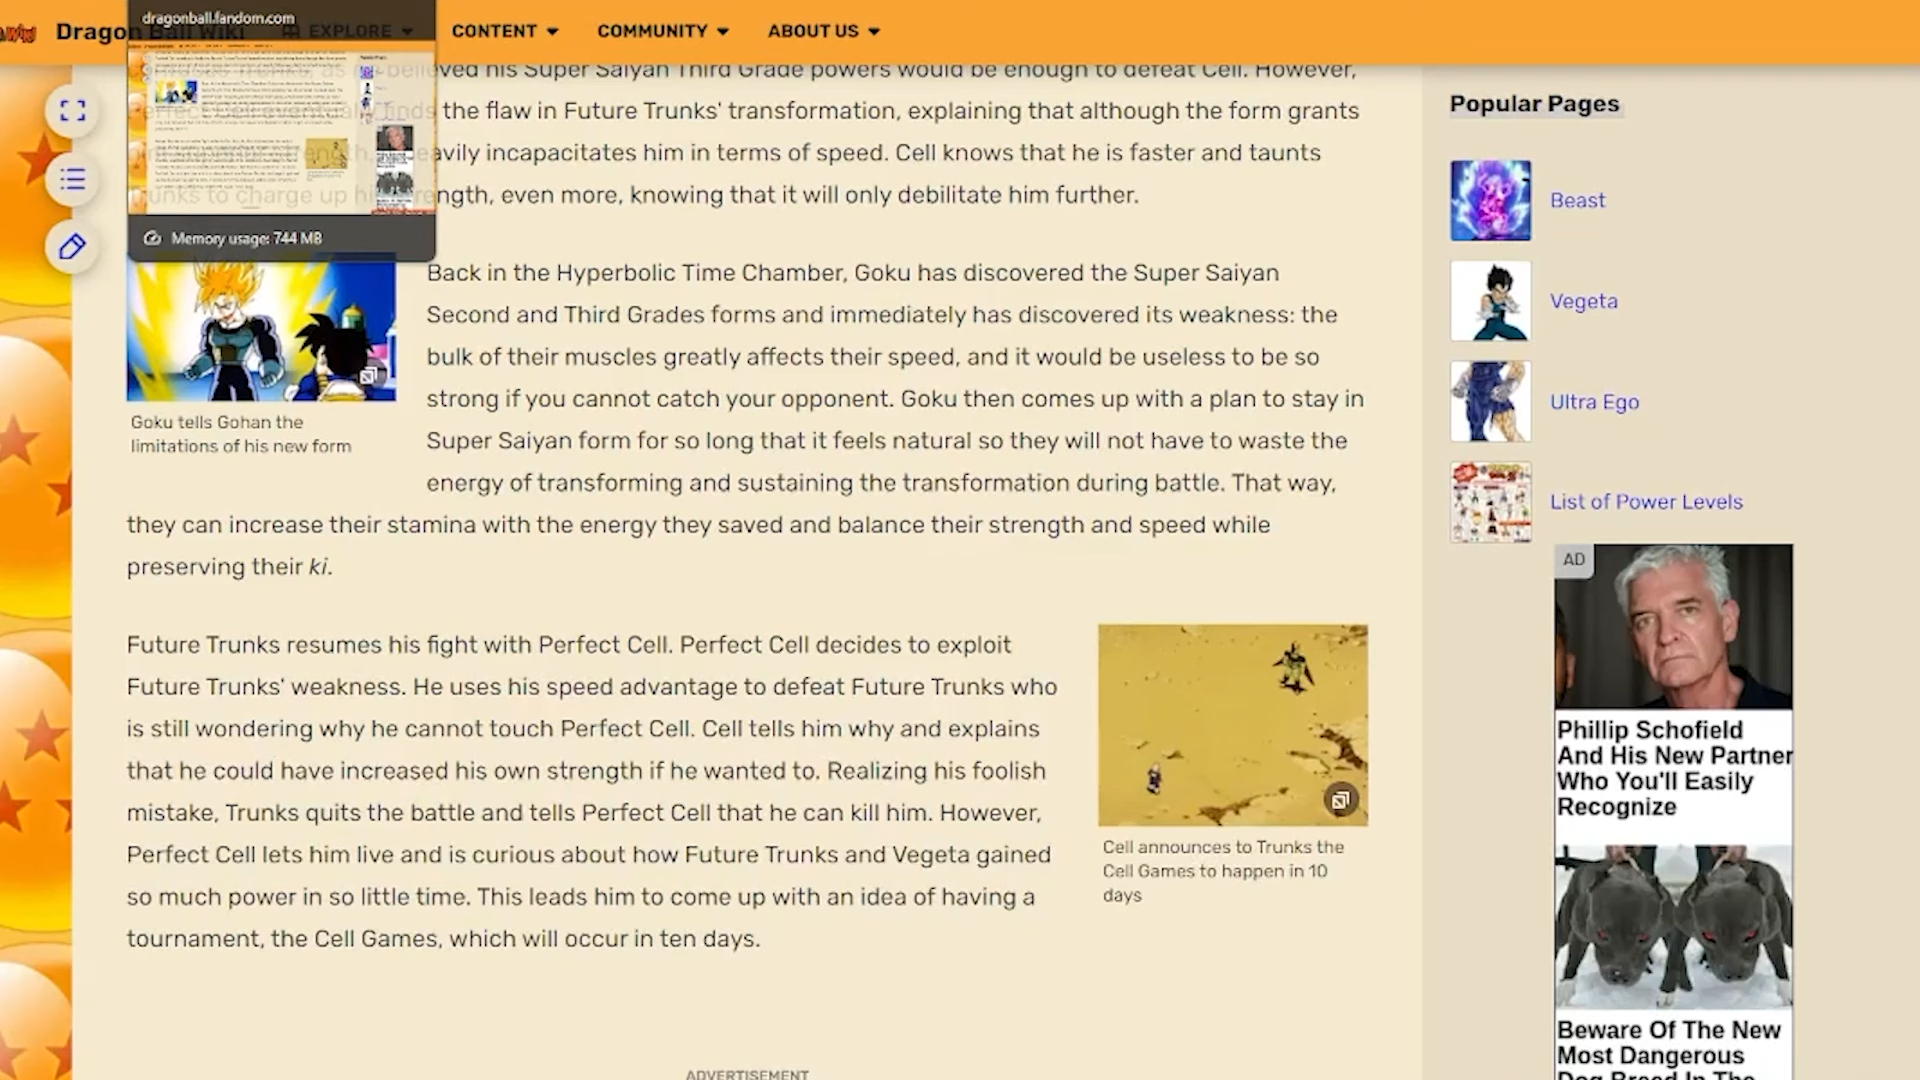 dragonball.fandom.com
Dragon Ball Wiki
EXPLORE
CONTENT
COMMUNITY
ABOUT US
believed his Super Saiyan Third Grade powers would be enough to defeat Cell. However,
finds the flaw in Future Trunks' transformation, explaining that although the form grants
heavily incapacitates him in terms of speed. Cell knows that he is faster and taunts
Trunks to charge up his strength, even more, knowing that it will only debilitate him further.
Memory usage: 744 MB
Back in the Hyperbolic Time Chamber, Goku has discovered the Super Saiyan
Second and Third Grades forms and immediately has discovered its weakness: the
bulk of their muscles greatly affects their speed, and it would be useless to be so
strong if you cannot catch your opponent. Goku then comes up with a plan to stay in
Super Saiyan form for so long that it feels natural so they will not have to waste the
energy of transforming and sustaining the transformation during battle. That way,
they can increase their stamina with the energy they saved and balance their strength and speed while
preserving their ki.
Goku tells Gohan the
limitations of his new form
Future Trunks resumes his fight with Perfect Cell. Perfect Cell decides to exploit
Future Trunks' weakness. He uses his speed advantage to defeat Future Trunks who
is still wondering why he cannot touch Perfect Cell. Cell tells him why and explains
that he could have increased his own strength if he wanted to. Realizing his foolish
mistake, Trunks quits the battle and tells Perfect Cell that he can kill him. However,
Perfect Cell lets him live and is curious about how Future Trunks and Vegeta gained
so much power in so little time. This leads him to come up with an idea of having a
tournament, the Cell Games, which will occur in ten days.
Cell announces to Trunks the
Cell Games to happen in 10
days
ADVERTISEMENT
Popular Pages
Beast
Vegeta
Ultra Ego
List of Power Levels
AD
Phillip Schofield
And His New Partner
Who You'll Easily
Recognize
Beware Of The New
Most Dangerous
Dog Breed In The